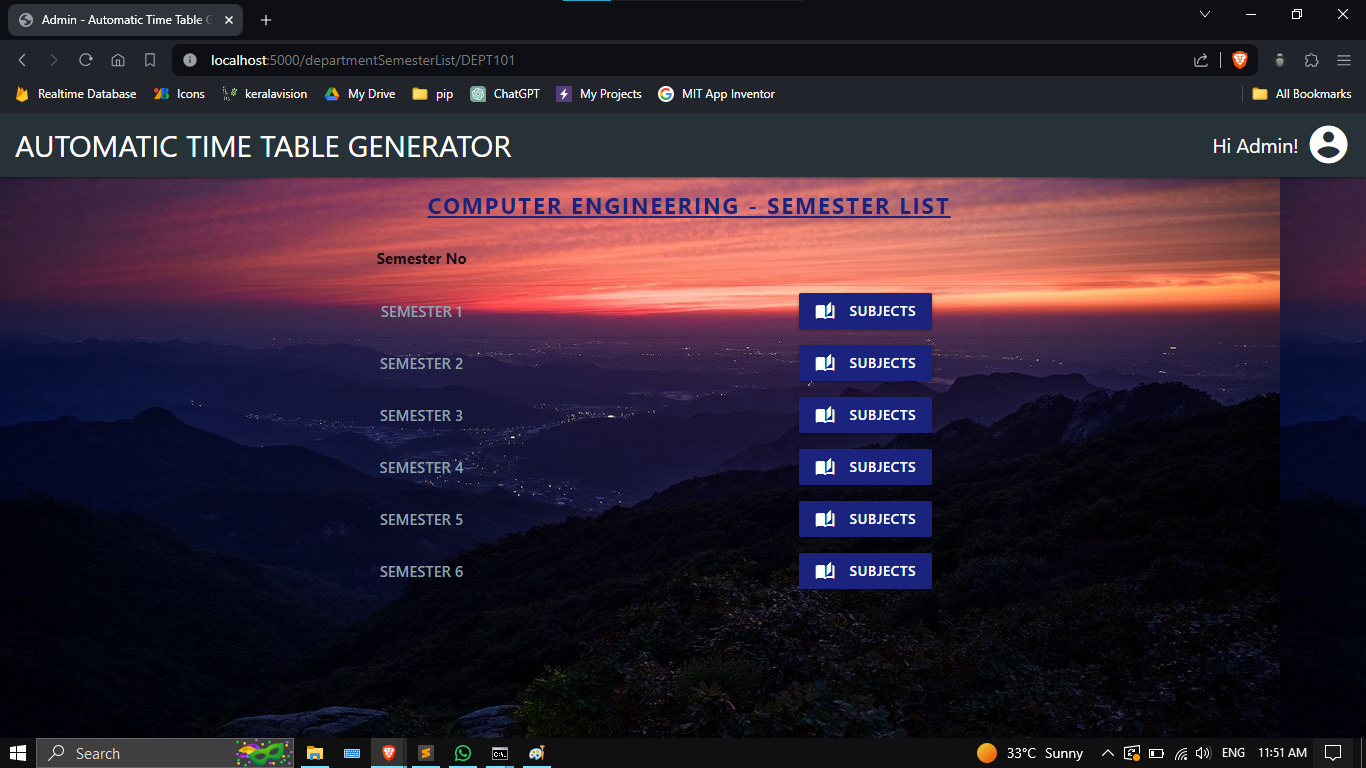 Admin - Automatic Time Table G
localhost:5000/departmentSemesterList/DEPT101
Realtime Database Icons keralavision My Drive pip ChatGPT My Projects MIT App Inventor All Bookmarks
AUTOMATIC TIME TABLE GENERATOR Hi Admin!
COMPUTER ENGINEERING - SEMESTER LIST
Semester No
SEMESTER 1 SUBJECTS
SEMESTER 2 SUBJECTS
SEMESTER 3 SUBJECTS
SEMESTER 4 SUBJECTS
SEMESTER 5 SUBJECTS
SEMESTER 6 SUBJECTS
Search 33°C Sunny ENG 11:51 AM